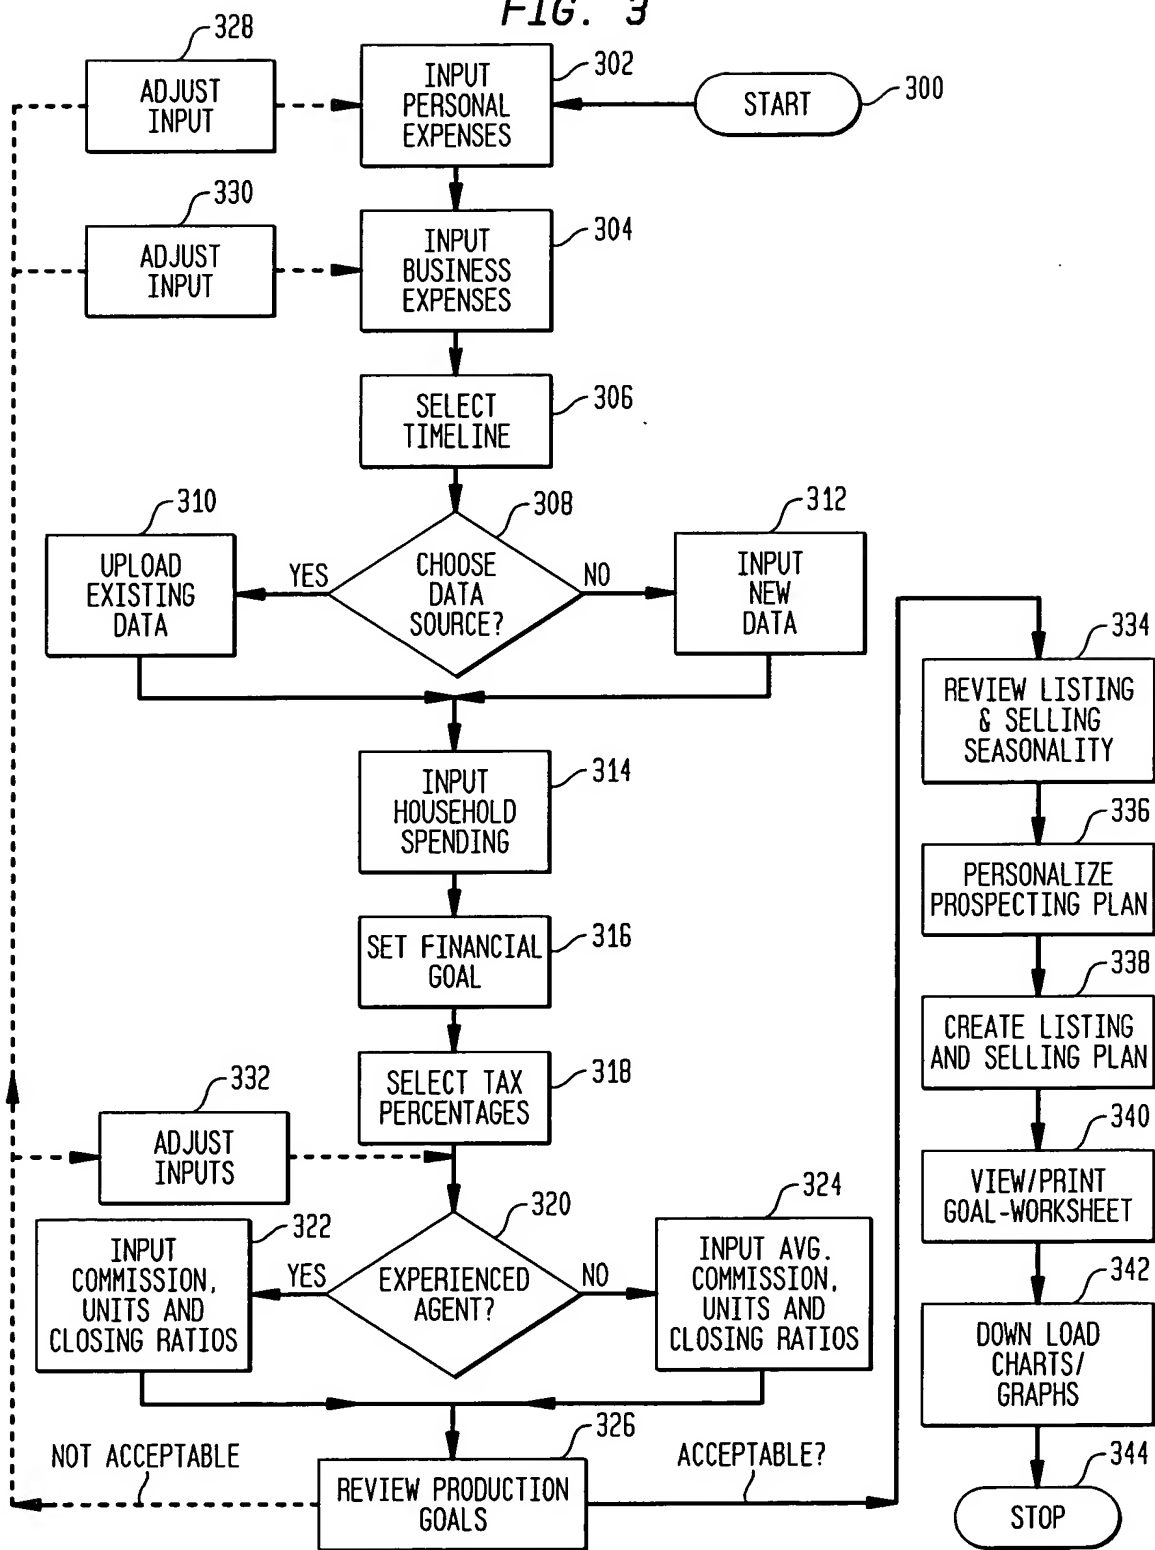 FIG. 3
328
ADJUST
INPUT
INPUT
PERSONAL
EXPENSES
302
START
300
330
ADJUST
INPUT
INPUT
BUSINESS
EXPENSES
304
SELECT
TIMELINE
306
310
UPLOAD
EXISTING
DATA
YES
CHOOSE
DATA
SOURCE?
308
NO
312
INPUT
NEW
DATA
INPUT
HOUSEHOLD
SPENDING
314
SET FINANCIAL
GOAL
316
SELECT TAX
PERCENTAGES
318
332
ADJUST
INPUTS
322
INPUT
COMMISSION,
UNITS AND
CLOSING RATIOS
YES
EXPERIENCED
AGENT?
320
NO
324
INPUT AVG.
COMMISSION,
UNITS AND
CLOSING RATIOS
NOT ACCEPTABLE
326
REVIEW PRODUCTION
GOALS
ACCEPTABLE?
334
REVIEW LISTING
& SELLING
SEASONALITY
336
PERSONALIZE
PROSPECTING PLAN
338
CREATE LISTING
AND SELLING PLAN
340
VIEW/PRINT
GOAL-WORKSHEET
342
DOWN LOAD
CHARTS/
GRAPHS
344
STOP